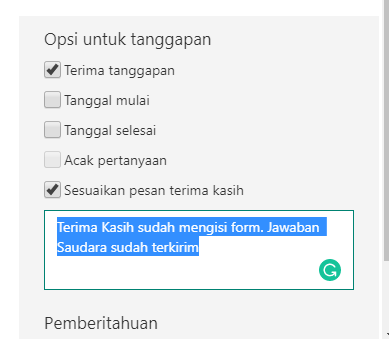 Opsi untuk tanggapan
Terima tanggapan
Tanggal mulai
Tanggal selesai
Acak pertanyaan
Sesuaikan pesan terima kasih
Terima Kasih sudah mengisi form. Jawaban
Saudara sudah terkirim
Pemberitahuan